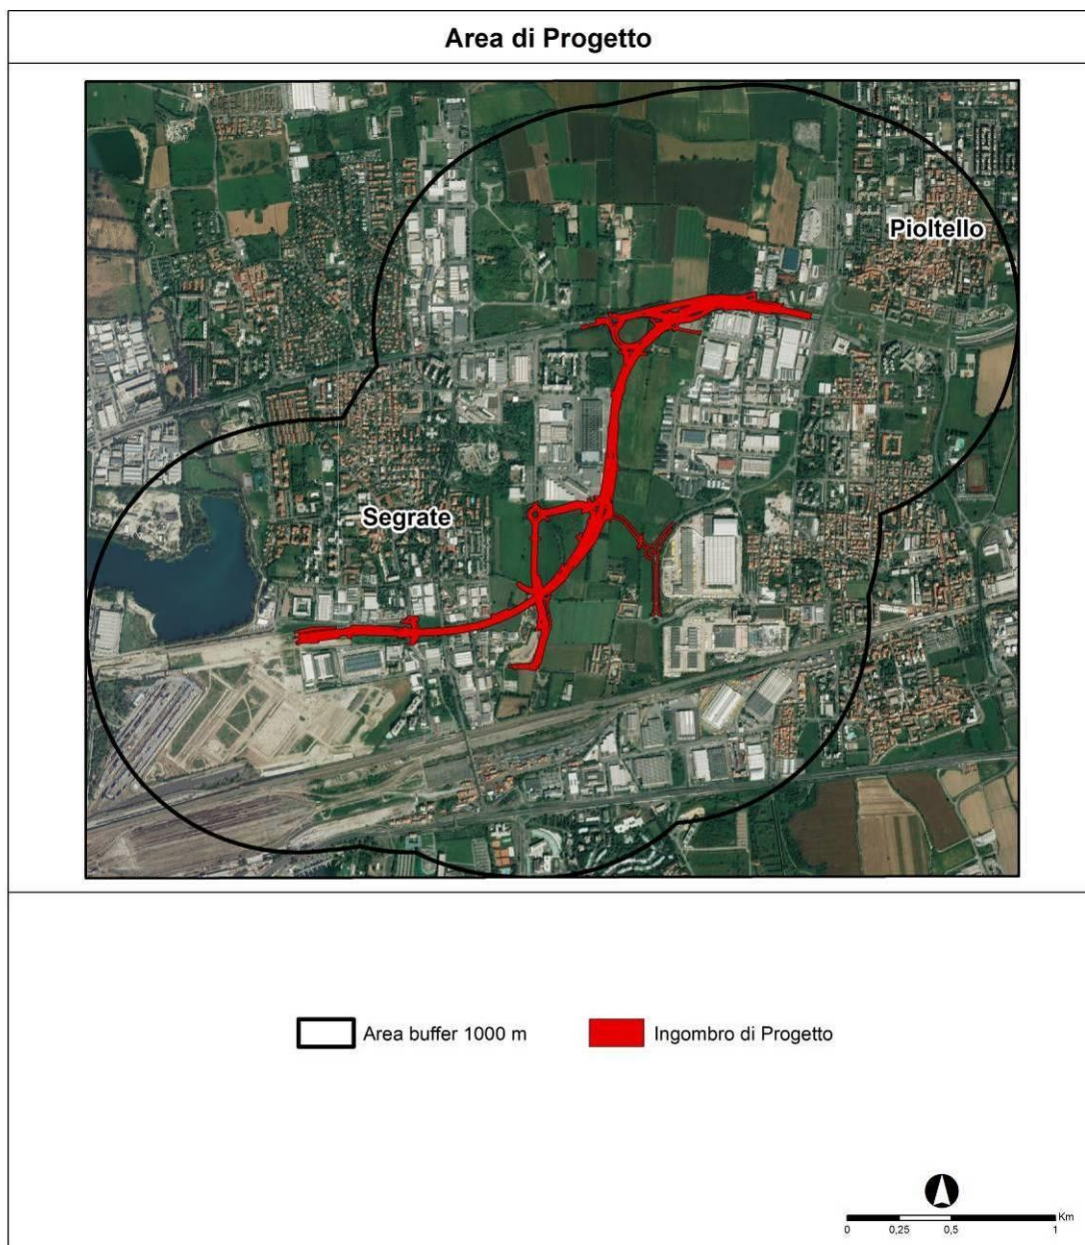 Area di Progetto
Pioltello
Segrate
Area buffer 1000 m
Ingombro di Progetto
Km
0 0,25 0,5 1